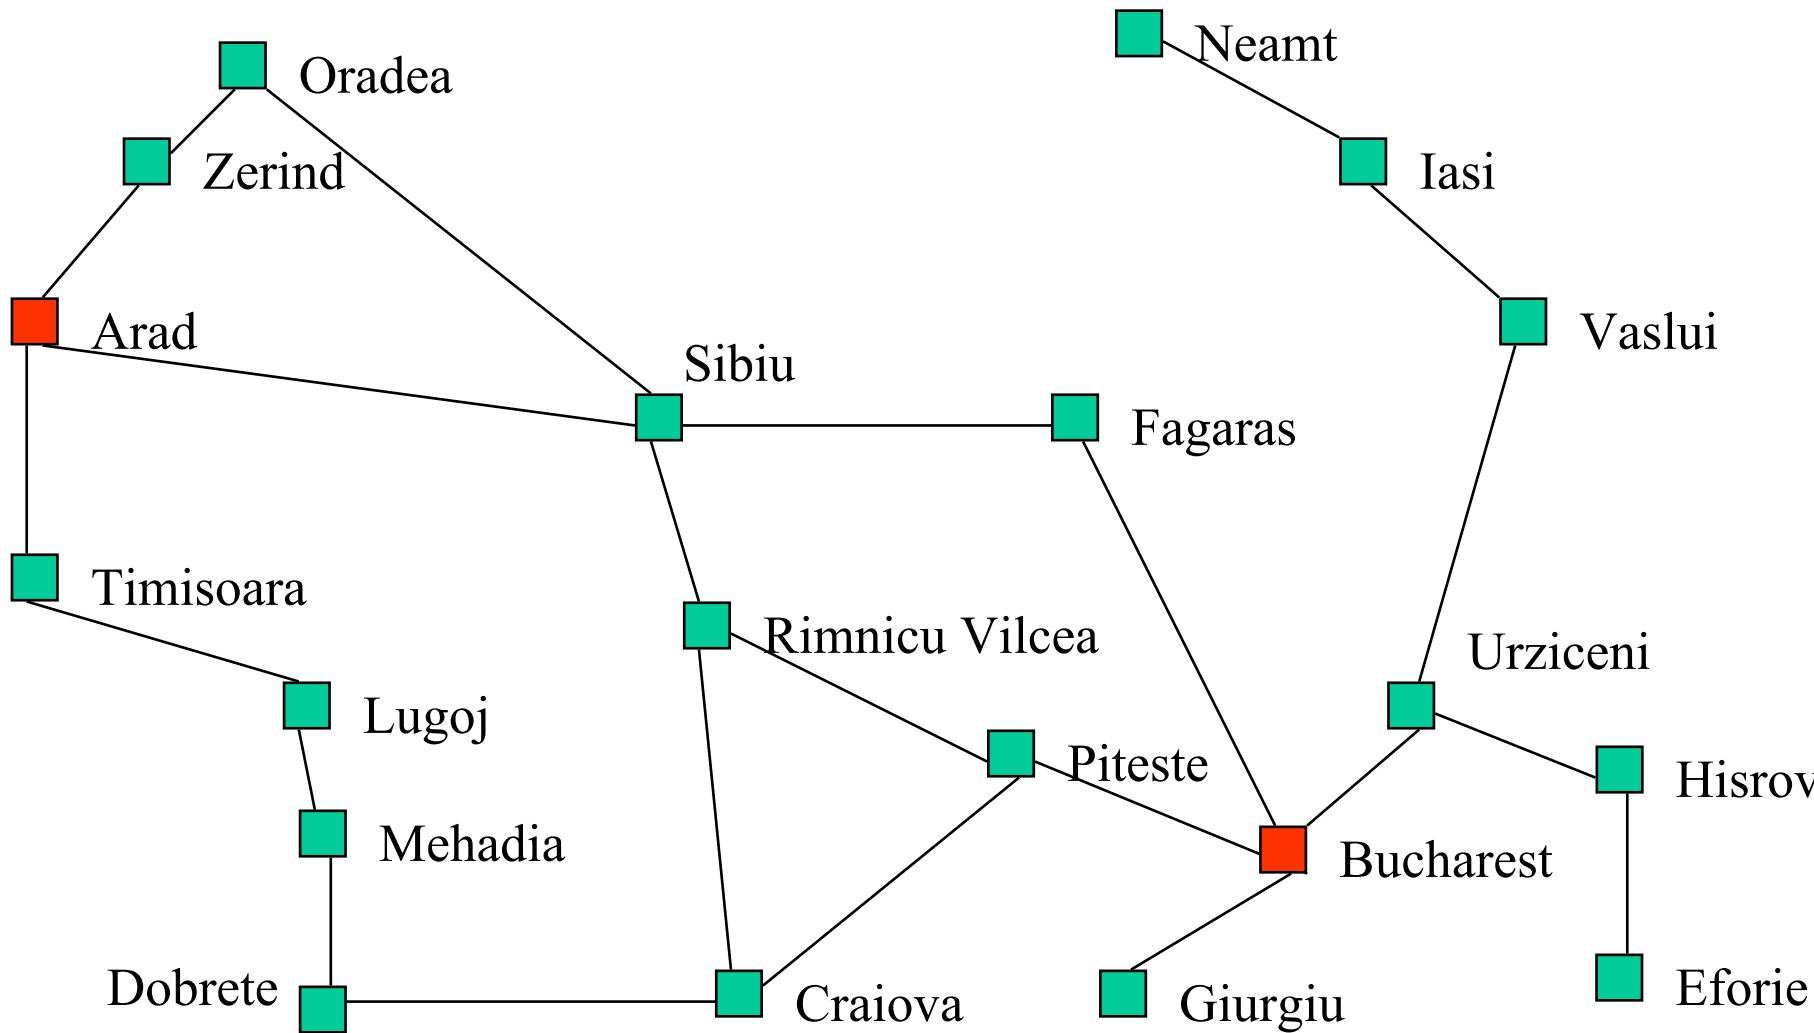 Neamt
Oradea
Zerind
Iasi
Arad
Vaslui
Sibiu
Fagaras
Timisoara
Rimnicu Vilcea
Urziceni
Lugoj
Piteste
Hisrov
Mehadia
Bucharest
Dobrete
Craiova
Giurgiu
Eforie